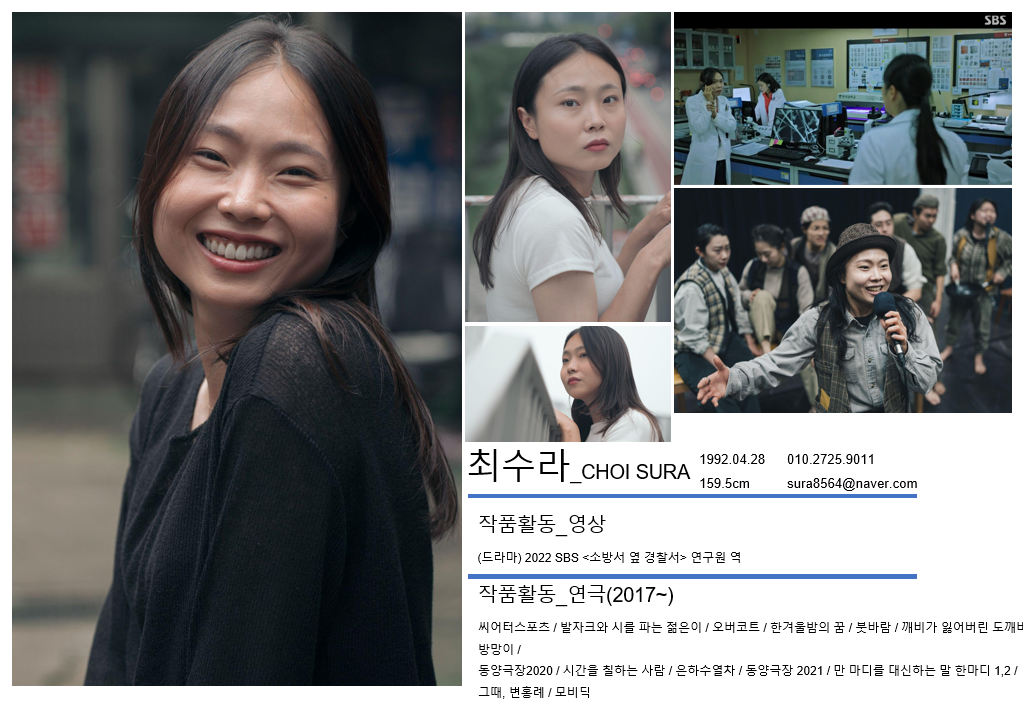 SBS
최수라_CHOI SURA
1992.04.28
010.2725.9011
159.5cm
sura8564@naver.com
작품활동_영상
(드라마) 2022 SBS <소방서 옆 경찰서> 연구원 역
작품활동_연극(2017~)
씨어터스포츠 / 발자크와 시를 파는 젊은이 / 오버코트 / 한겨울밤의 꿈 / 붓바람 / 깨비가 잃어버린 도깨비
방망이 /
동양극장2020 / 시간을 칠하는 사람 / 은하수열차 / 동양극장 2021 / 만 마디를 대신하는 말 한마디 1,2 /
그때, 변홍례 / 모비딕